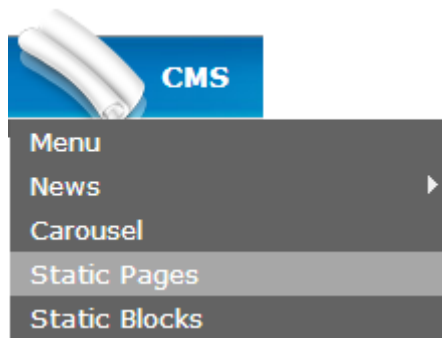 CMS
Menu
News
Carousel
Static Pages
Static Blocks